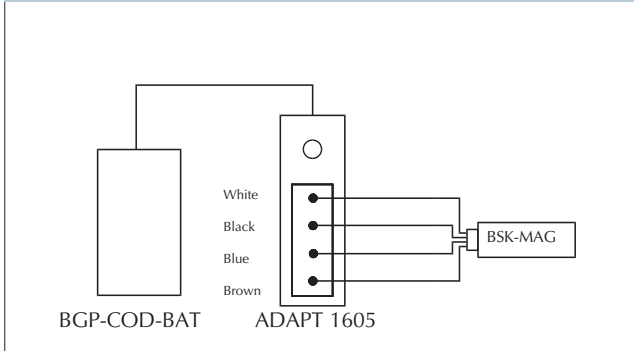 White
Black
Blue
Brown
BSK-MAG
BGP-COD-BAT
ADAPT 1605